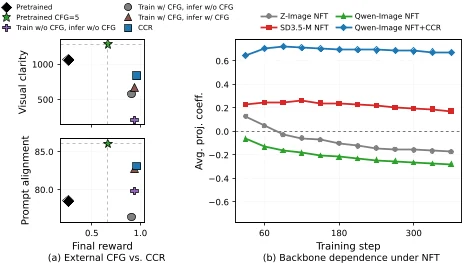 Pretrained
Train w/ CFG, infer w/o CFG
Pretrained CFG=5
Train w/ CFG, infer w/ CFG
Train w/o CFG, infer w/ CFG
CCR
Visual clarity
1000
500
Prompt alignment
85.0
80.0
0.5
1.0
Final reward
(a) External CFG vs. CCR
Z-Image NFT
Qwen-Image NFT
SD3.5-M NFT
Qwen-Image NFT+CCR
Avg. proj. coeff.
0.6
0.4
0.2
0.0
−0.2
−0.4
−0.6
60
180
300
Training step
(b) Backbone dependence under NFT